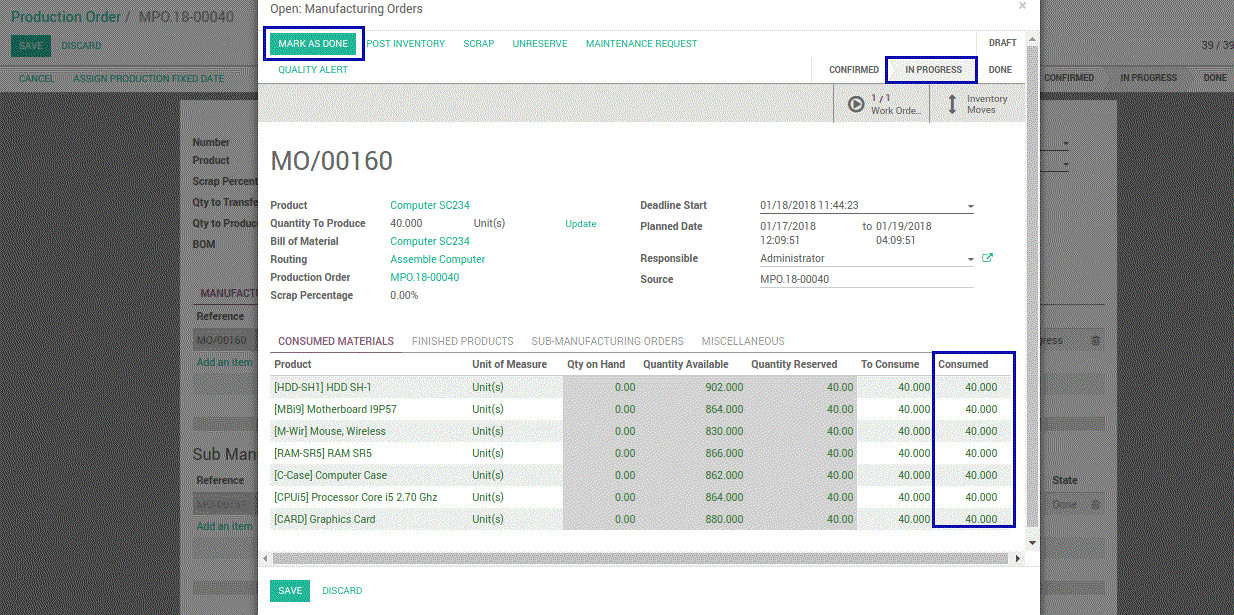 Production Order / MPO.18-00040
SAVE DISCARD
39 / 39
CANCEL ASSIGN PRODUCTION FIXED DATE
CONFIRMED IN PROGRESS DONE
Number
Product
Scrap Percent
Qty to Transfe
Qty to Produce
BOM
MANUFACTU
Reference
MO/00160
ogress
Add an item
Sub Man
Reference
State
Done
Add an item
Open: Manufacturing Orders ×
MARK AS DONE POST INVENTORY SCRAP UNRESERVE MAINTENANCE REQUEST DRAFT
QUALITY ALERT CONFIRMED IN PROGRESS DONE
1 / 1
Work Orde...
Inventory
Moves
MO/00160
Product Computer SC234
Quantity To Produce 40.000 Unit(s) Update
Bill of Material Computer SC234
Routing Assemble Computer
Production Order MPO.18-00040
Scrap Percentage 0.00%
Deadline Start 01/18/2018 11:44:23
Planned Date 01/17/2018 to 01/19/2018
12:09:51 04:09:51
Responsible Administrator
Source MPO.18-00040
CONSUMED MATERIALS FINISHED PRODUCTS SUB-MANUFACTURING ORDERS MISCELLANEOUS
Product Unit of Measure Qty on Hand Quantity Available Quantity Reserved To Consume Consumed
[HDD-SH1] HDD SH-1 Unit(s) 0.00 902.000 40.00 40.000 40.000
[MBi9] Motherboard I9P57 Unit(s) 0.00 864.000 40.00 40.000 40.000
[M-Wir] Mouse, Wireless Unit(s) 0.00 830.000 40.00 40.000 40.000
[RAM-SR5] RAM SR5 Unit(s) 0.00 866.000 40.00 40.000 40.000
[C-Case] Computer Case Unit(s) 0.00 862.000 40.00 40.000 40.000
[CPUi5] Processor Core i5 2.70 Ghz Unit(s) 0.00 864.000 40.00 40.000 40.000
[CARD] Graphics Card Unit(s) 0.00 880.000 40.00 40.000 40.000
SAVE DISCARD